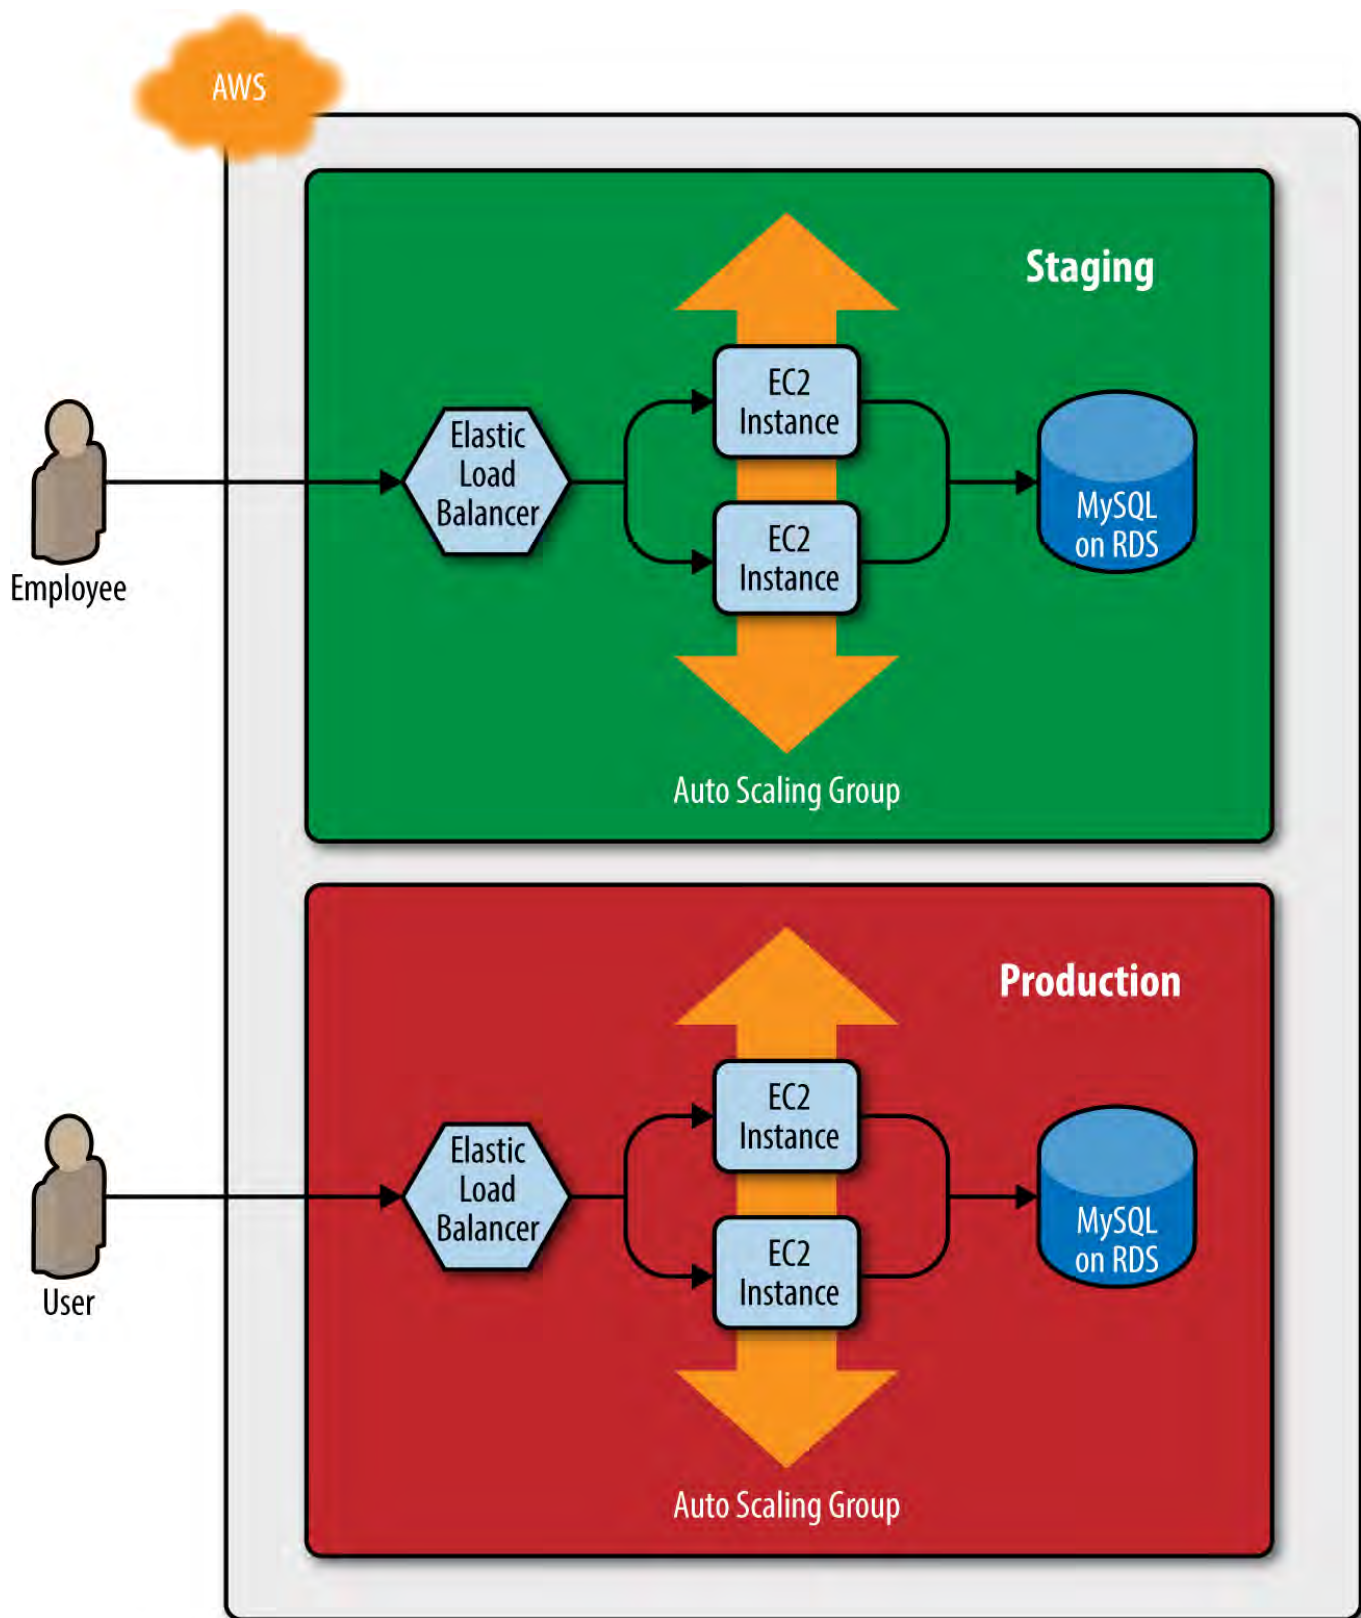 AWS
Staging
EC2
Instance
Elastic
Load
Balancer
EC2
Instance
MySQL
on RDS
Employee
Auto Scaling Group
Production
EC2
Instance
Elastic
Load
Balancer
EC2
Instance
MySQL
on RDS
User
Auto Scaling Group